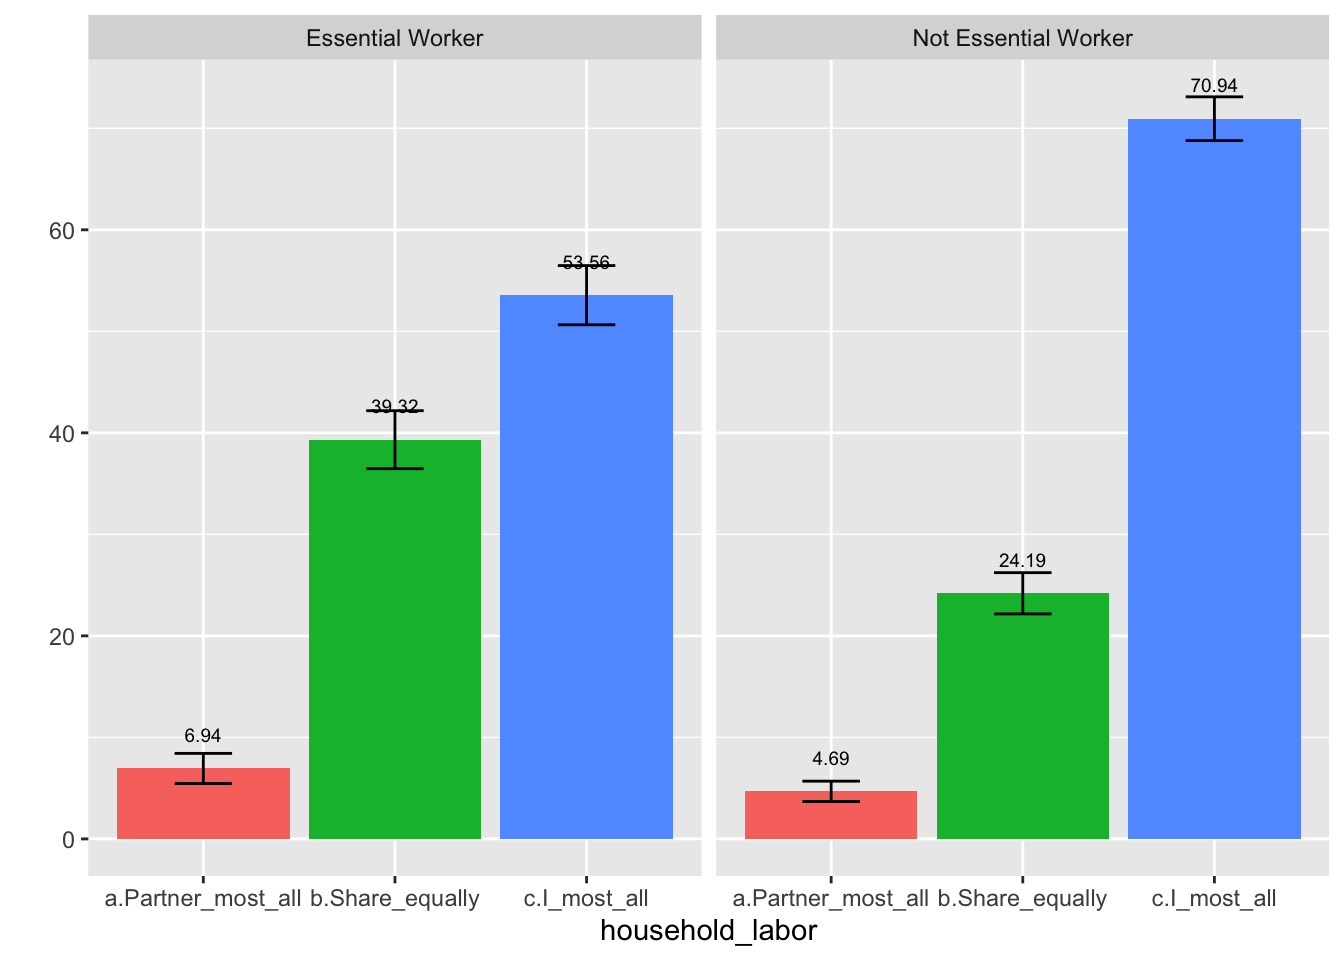 Essential Worker
Not Essential Worker
70.94
60
53.56
40
39.32
24.19
20
6.94
4.69
0
a.Partner_most_all b.Share_equally c.I_most_all
a.Partner_most_all b.Share_equally c.I_most_all
household_labor